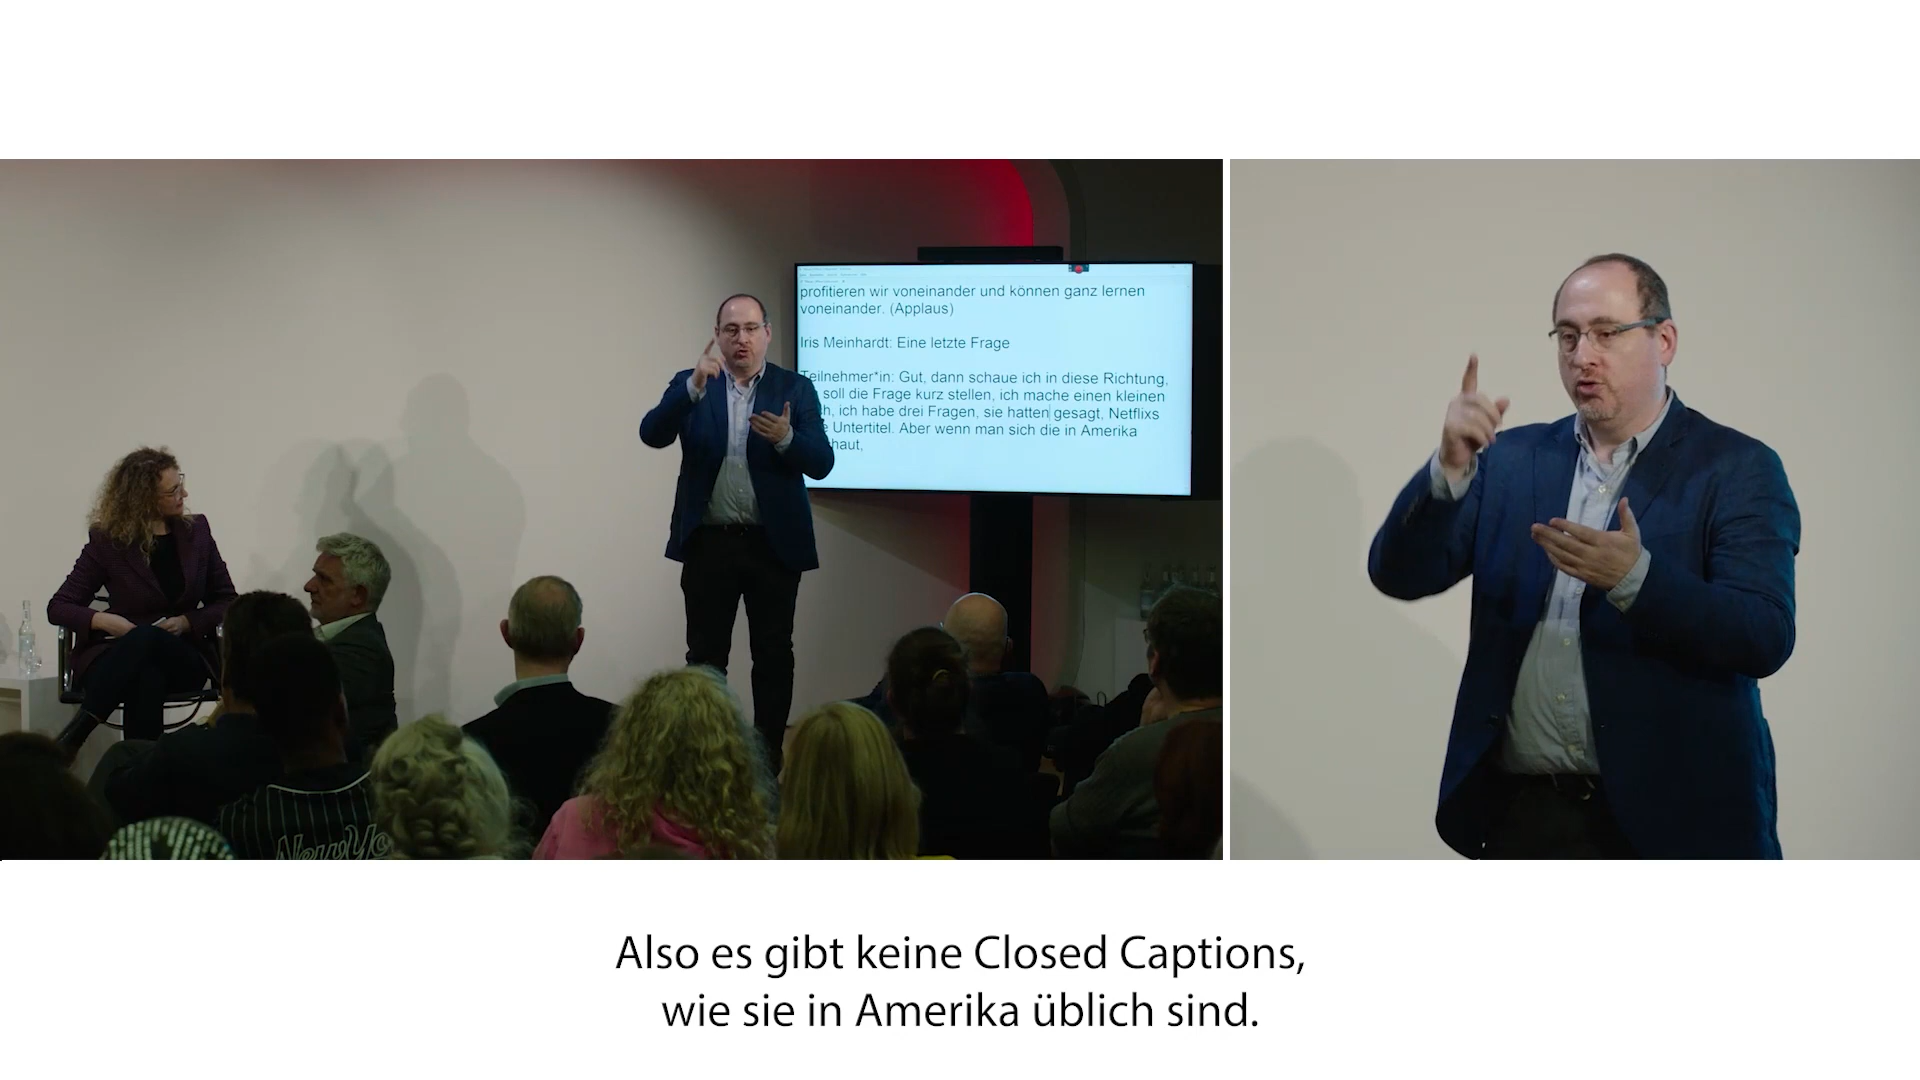 profitieren wir voneinander und können ganz lernen
voneinander. (Applaus)
Iris Meinhardt: Eine letzte Frage
Teilnehmer*in: Gut, dann schaue ich in diese Richtung,
soll die Frage kurz stellen, ich mache einen kleinen
ich habe drei Fragen, sie hatten gesagt, Netflixs
Untertitel. Aber wenn man sich die in Amerika
Also es gibt keine Closed Captions,
wie sie in Amerika üblich sind.